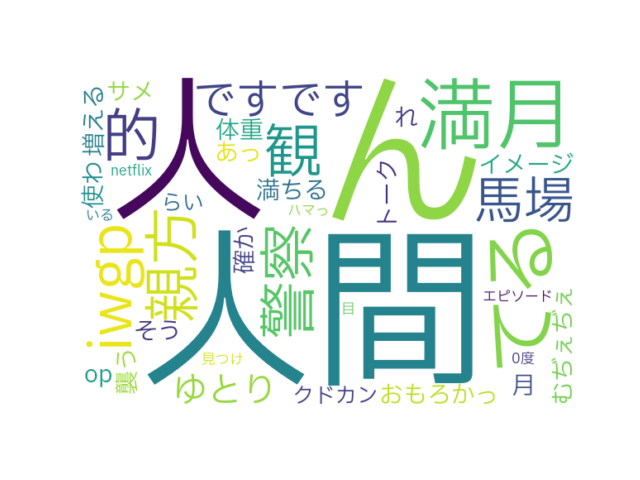 サメ
ですです
満月
人
ん
的
体重
観
れ
あっ
イメージ
増える
netflix
満ちる
トーク
馬場
使わ
らい
ハマっ
いる
iwgp
親方
確か
警察
人間
てる
エピソード
目
そう
見つけ
0度
むぢぇぢぇ
op
襲う
ゆとり
クドカン
おもろかっ
月